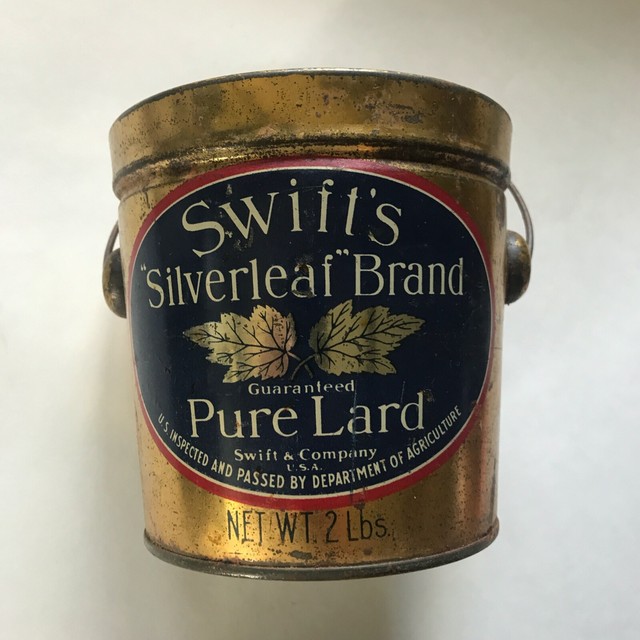 Swift's
"Silverleaf" Brand
Guaranteed
Pure Lard
Swift & Company
U.S.A.
U.S. INSPECTED AND PASSED BY DEPARTMENT OF AGRICULTURE
NET WT. 2 Lbs.